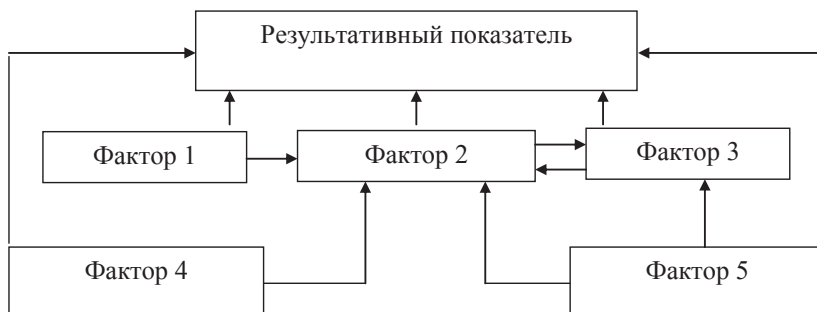 Результативный показатель
Фактор 1
Фактор 2
Фактор 3
Фактор 4
Фактор 5